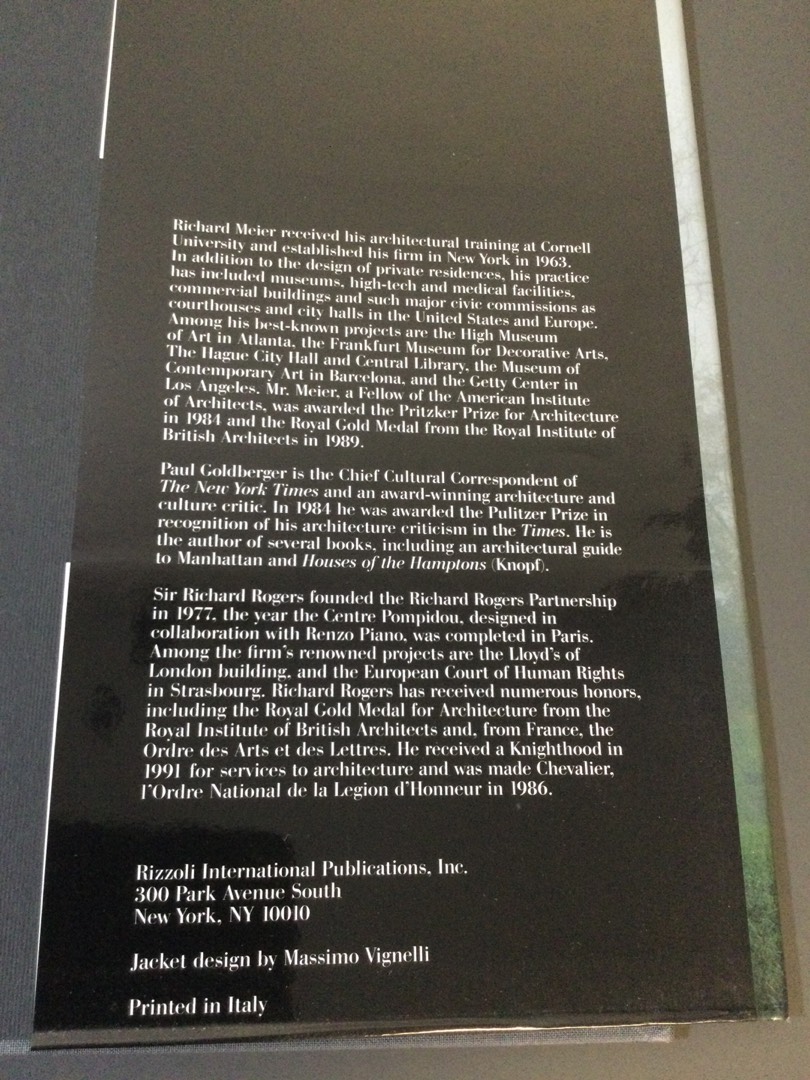 Richard Meier received his architectural training at Cornell
University and established his firm in New York in 1963.
In addition to the design of private residences, his practice
has included museums, high-tech and medical facilities,
commercial buildings and such major civic commissions as
courthouses and city halls in the United States and Europe.
Among his best-known projects are the High Museum
of Art in Atlanta, the Frankfurt Museum for Decorative Arts,
The Hague City Hall and Central Library, the Museum of
Contemporary Art in Barcelona, and the Getty Center in
Los Angeles. Mr. Meier, a Fellow of the American Institute
of Architects, was awarded the Pritzker Prize for Architecture
in 1984 and the Royal Gold Medal from the Royal Institute of
British Architects in 1989.
Paul Goldberger is the Chief Cultural Correspondent of
The New York Times and an award-winning architecture and
culture critic. In 1984 he was awarded the Pulitzer Prize in
recognition of his architecture criticism in the Times. He is
the author of several books, including an architectural guide
to Manhattan and Houses of the Hamptons (Knopf).
Sir Richard Rogers founded the Richard Rogers Partnership
in 1977, the year the Centre Pompidou, designed in
collaboration with Renzo Piano, was completed in Paris.
Among the firm's renowned projects are the Lloyd's of
London building, and the European Court of Human Rights
in Strasbourg. Richard Rogers has received numerous honors,
including the Royal Gold Medal for Architecture from the
Royal Institute of British Architects and, from France, the
Ordre des Arts et des Lettres. He received a Knighthood in
1991 for services to architecture and was made Chevalier,
l'Ordre National de la Legion d'Honneur in 1986.
Rizzoli International Publications, Inc.
300 Park Avenue South
New York, NY 10010
Jacket design by Massimo Vignelli
Printed in Italy